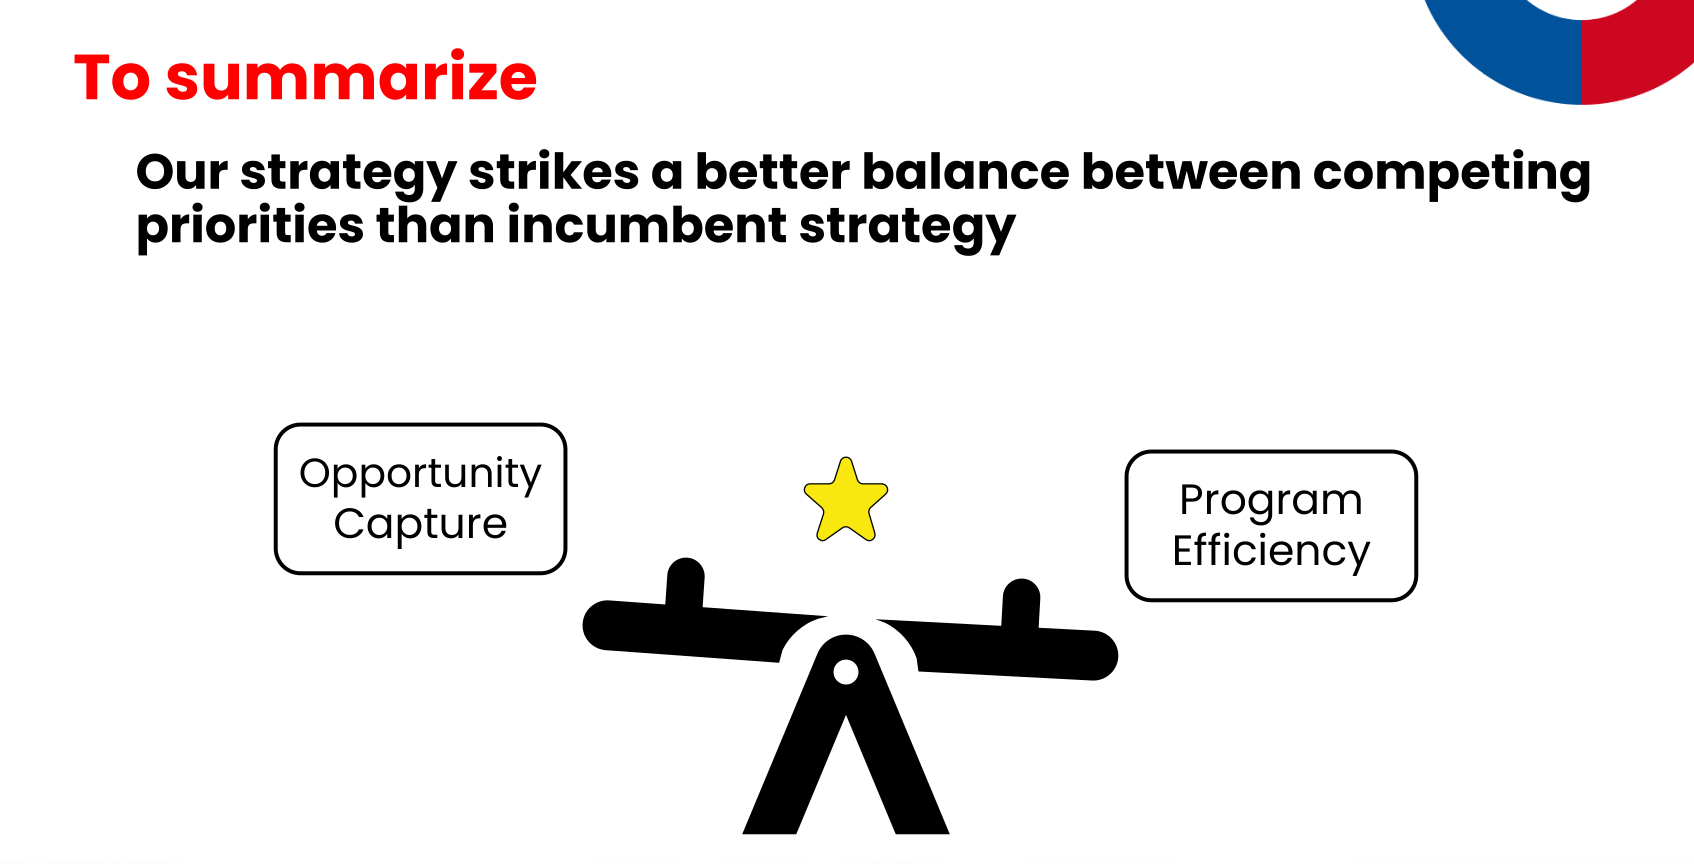 To summarize
Our strategy strikes a better balance between competing
priorities than incumbent strategy
Opportunity
Capture
Program
Efficiency